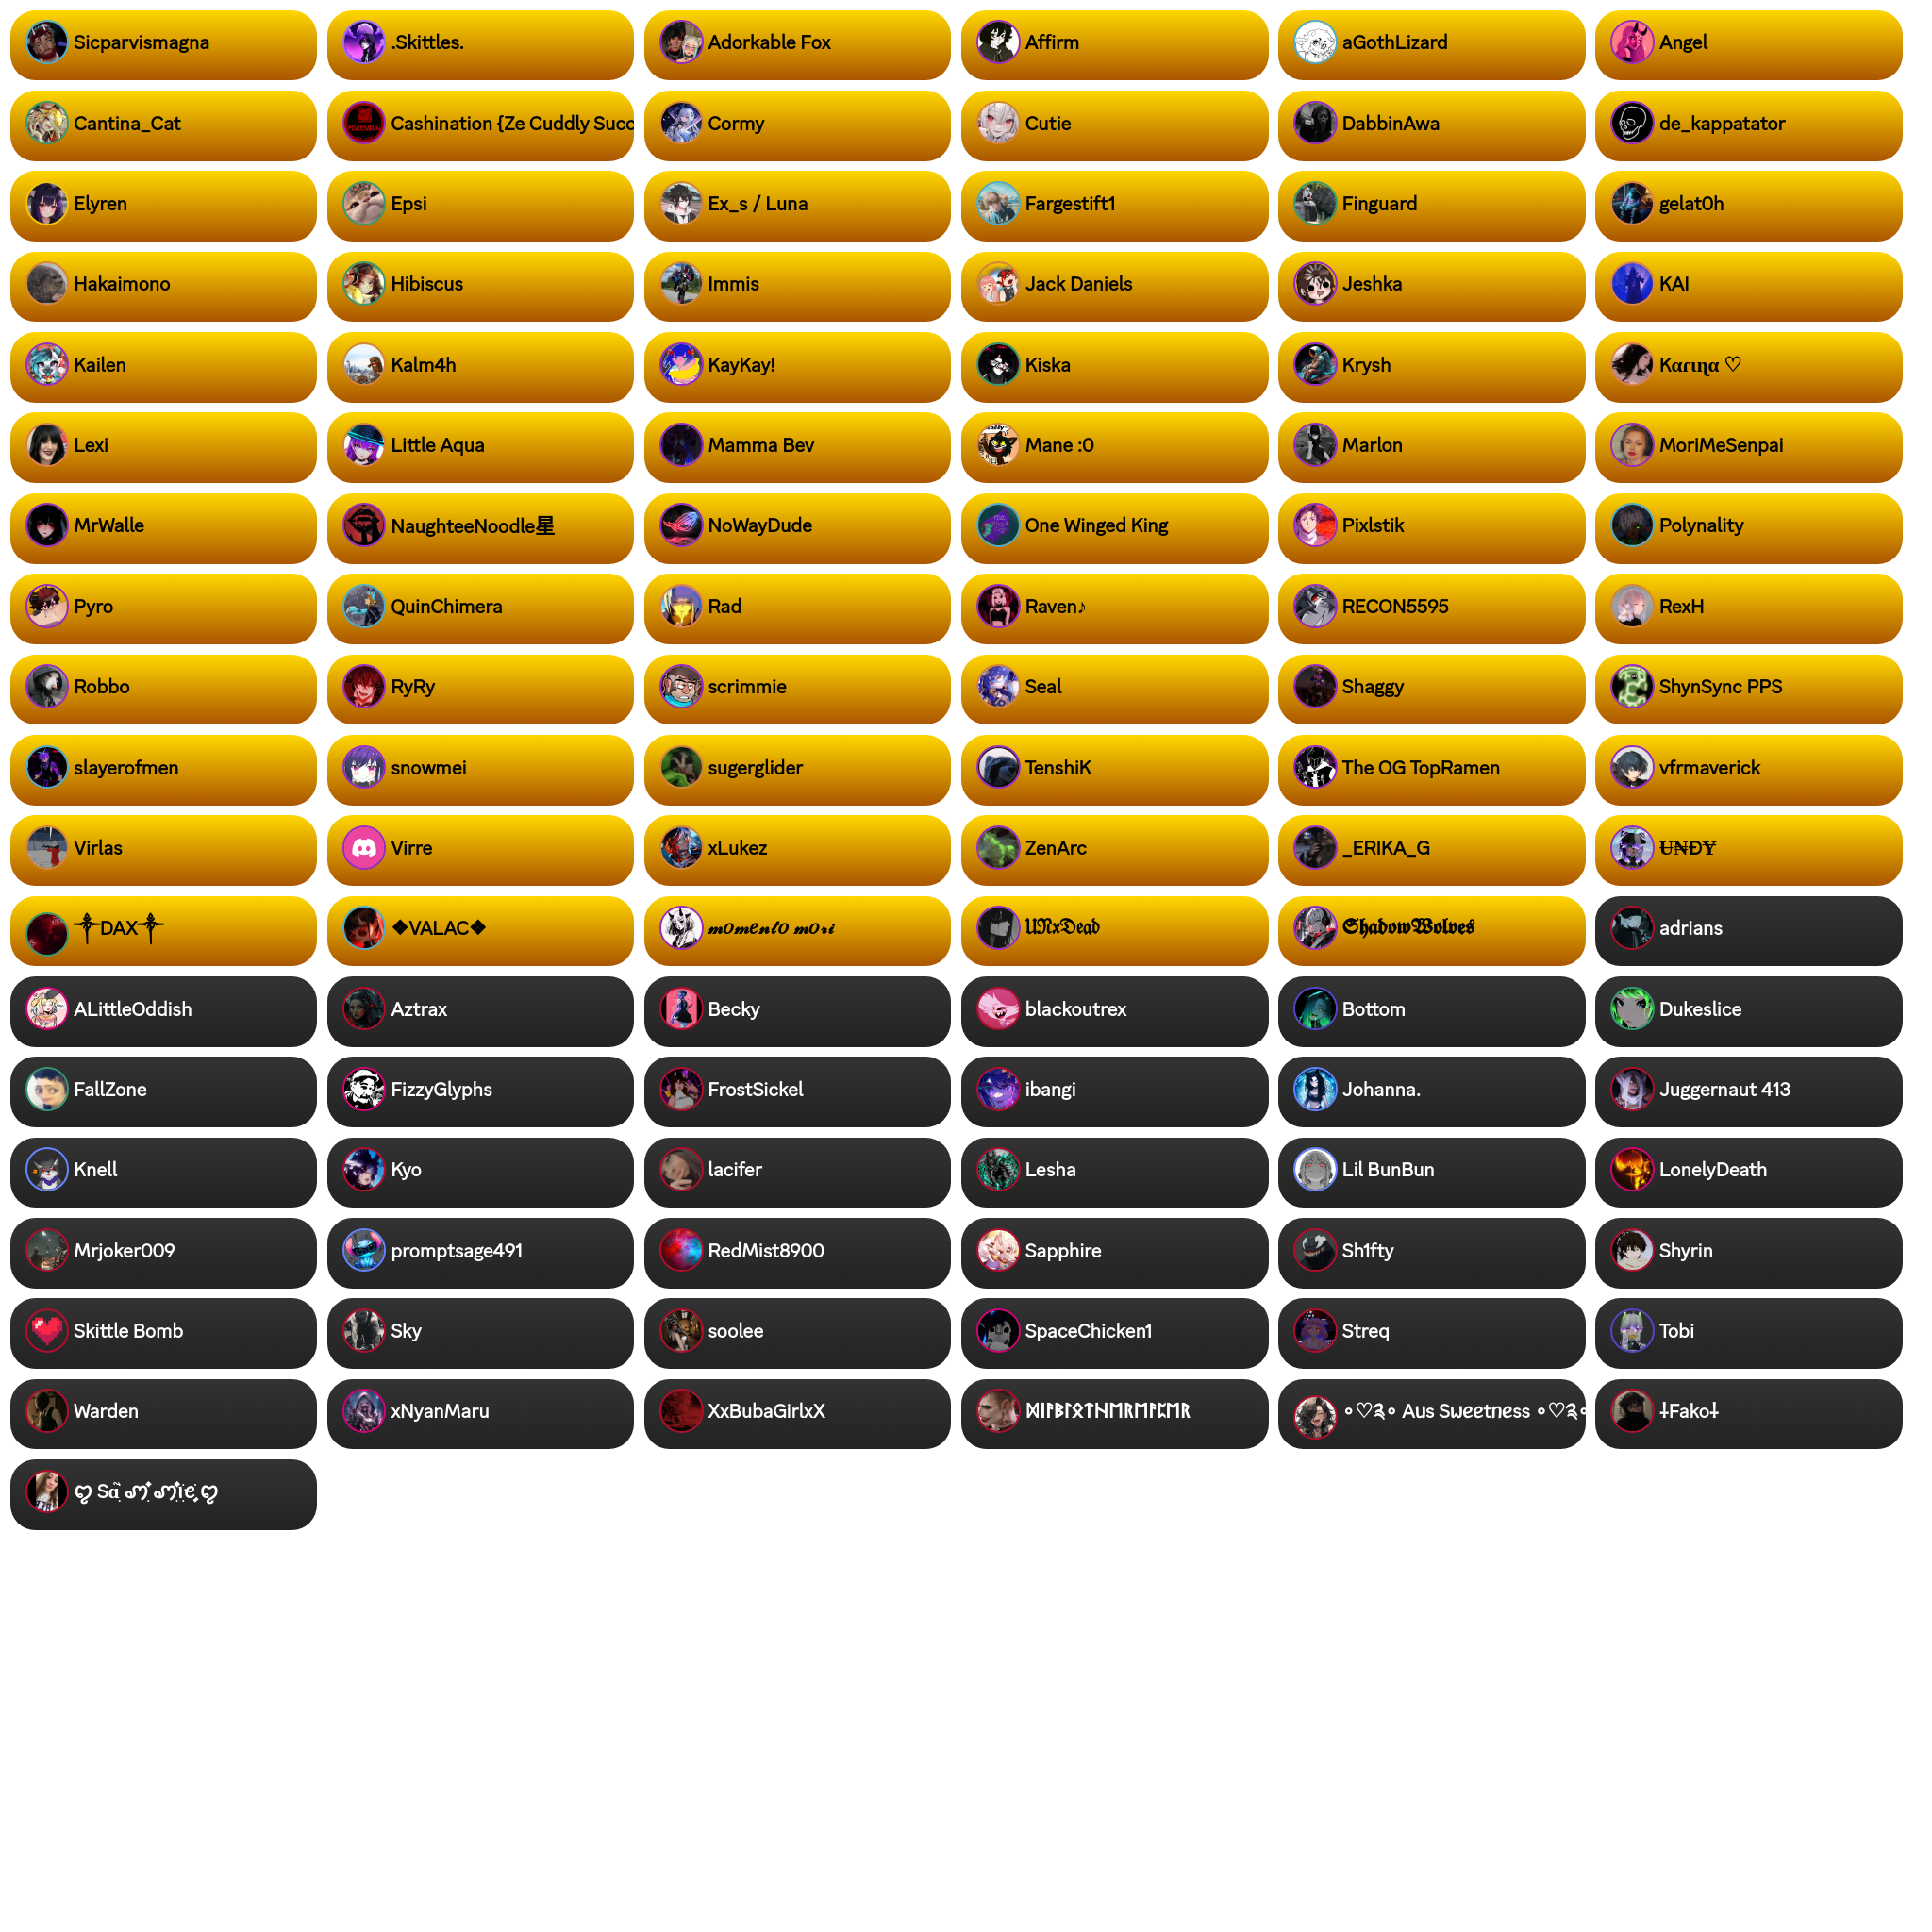 Sicparvismagna
.Skittles.
Adorkable Fox
Affirm
aGothLizard
Angel
Cantina_Cat
Cashination {Ze Cuddly Succ
Cormy
Cutie
DabbinAwa
de_kappatator
Elyren
Epsi
Ex_s / Luna
Fargestift1
Finguard
gelat0h
Hakaimono
Hibiscus
Immis
Jack Daniels
Jeshka
KAI
Kailen
Kalm4h
KayKay!
Kiska
Krysh
Kαrιɳα ♡
Lexi
Little Aqua
Mamma Bev
Mane :0
Marlon
MoriMeSenpai
MrWalle
NaughteeNoodle星
NoWayDude
One Winged King
Pixlstik
Polynality
Pyro
QuinChimera
Rad
Raven♪
RECON5595
RexH
Robbo
RyRy
scrimmie
Seal
Shaggy
ShynSync PPS
slayerofmen
snowmei
sugerglider
TenshiK
The OG TopRamen
vfrmaverick
Virlas
Virre
xLukez
ZenArc
_ERIKA_G
U̶₦ĐɎ
༒DAX༒
❖VALAC❖
𝓶𝓸𝓶𝓮𝓷𝓽𝓸 𝓶𝓸𝓻𝓲
𝔘𝔑𝔵𝔇𝔢𝔞𝔡
𝕾𝖍𝖆𝖉𝖔𝖜𝖂𝖔𝖑𝖛𝖊𝖘
adrians
ALittleOddish
Aztrax
Becky
blackoutrex
Bottom
Dukeslice
FallZone
FizzyGlyphs
FrostSickel
ibangi
Johanna.
Juggernaut 413
Knell
Kyo
lacifer
Lesha
Lil BunBun
LonelyDeath
Mrjoker009
promptsage491
RedMist8900
Sapphire
Sh1fty
Shyrin
Skittle Bomb
Sky
soolee
SpaceChicken1
Streq
Tobi
Warden
xNyanMaru
XxBubaGirlxX
ᛞᛁᚨᛒᛚᛟᛏᚺᛖᚱᛖᚨᛈᛖᚱ
∘♡༉∘ Aus Sɯҽҽƚɳҽss ∘♡༉∘
⸸Fako⸸